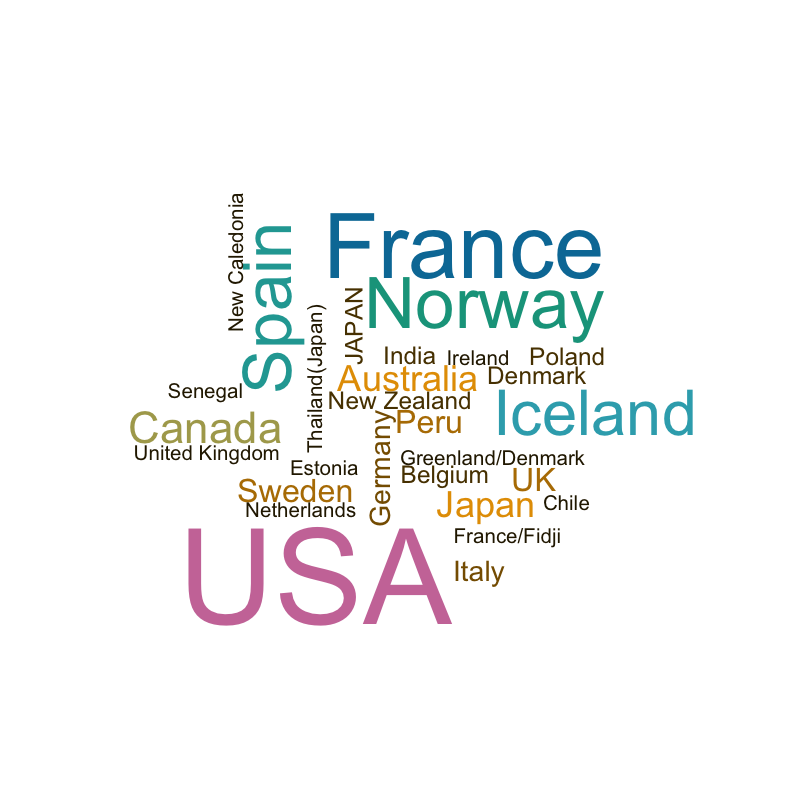 New Caledonia
Spain
France
Norway
JAPAN
Thailand(Japan)
India
Ireland
Poland
Australia
Denmark
Senegal
New Zealand
Iceland
Canada
Peru
United Kingdom
Germany
Greenland/Denmark
Estonia
Belgium
UK
Sweden
Japan
Chile
Netherlands
France/Fidji
USA
Italy